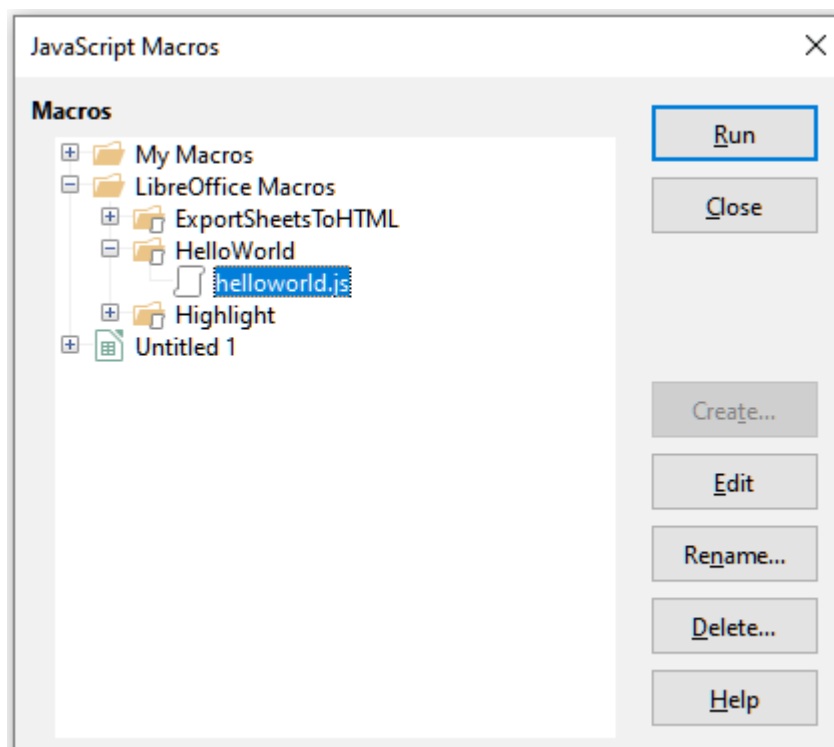 JavaScript Macros
Macros
My Macros
LibreOffice Macros
ExportSheetsToHTML
HelloWorld
helloworld.js
Highlight
Untitled 1
Run
Close
Create...
Edit
Rename...
Delete...
Help